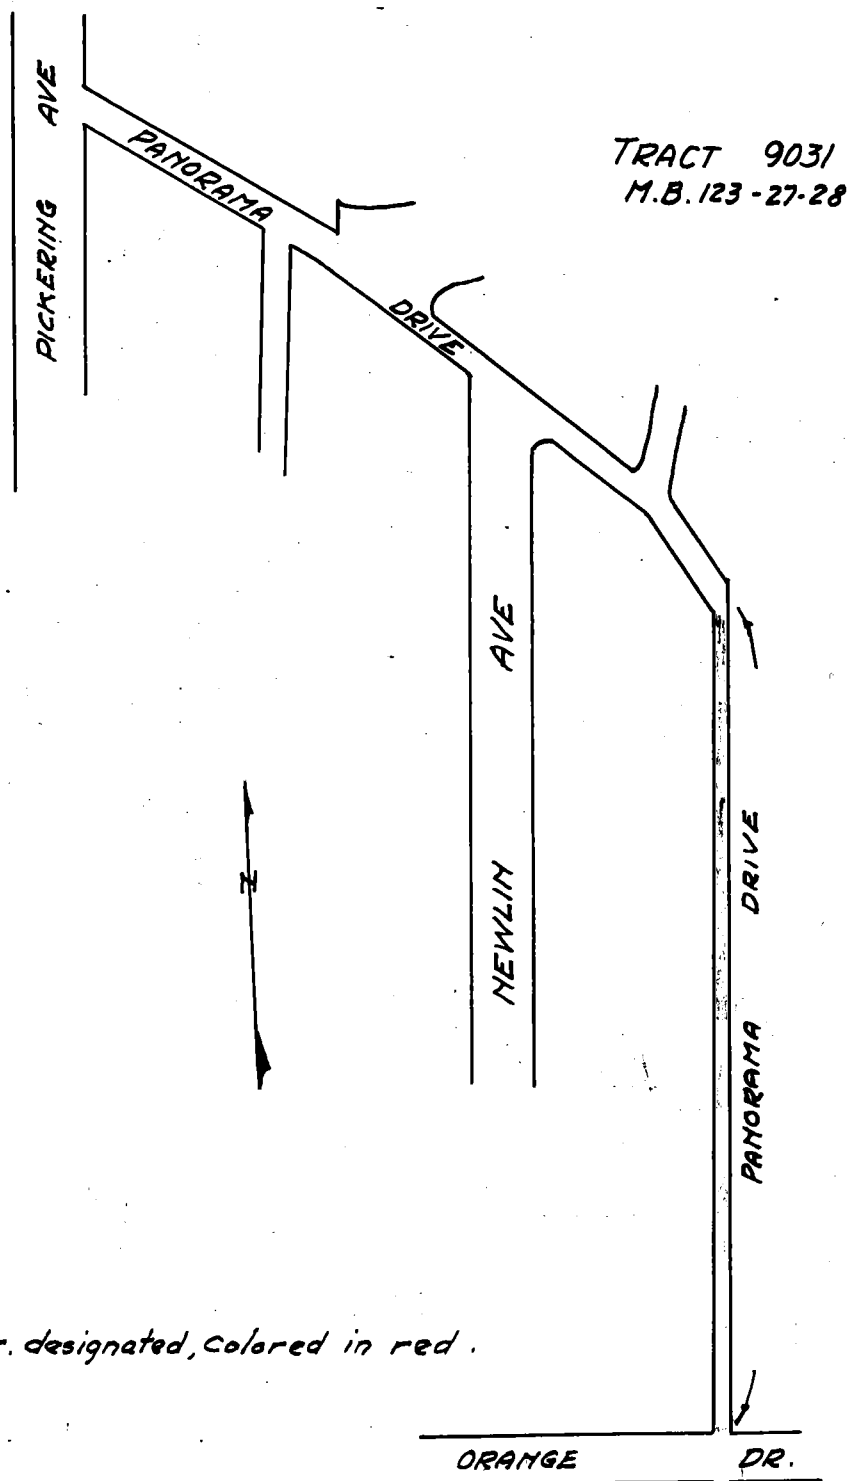 PICKERING AVE
PANORAMA DRIVE
TRACT 9031
M.B. 123-27-28
NEWLIN AVE
N
PANORAMA DRIVE
r. designated, Colored in red.
ORANGE DR.